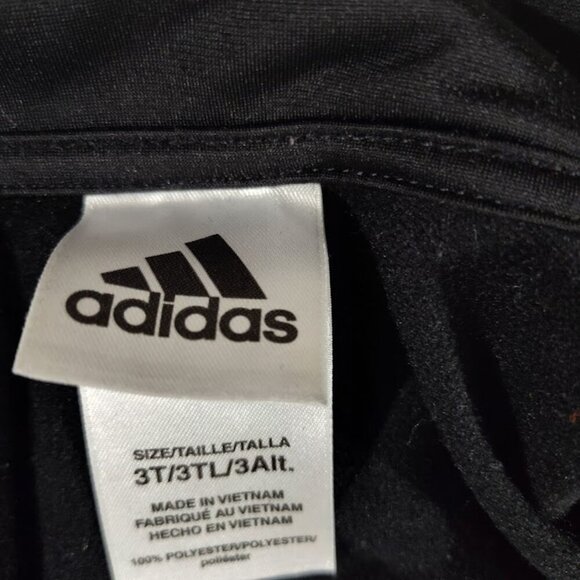 adidas
SIZE/TAILLE/TALLA
3T/3TL/3Alt.
MADE IN VIETNAM
FABRIQUÉ AU VIETNAM
HECHO EN VIETNAM
100% POLYESTER/POLYESTER/
poliéster